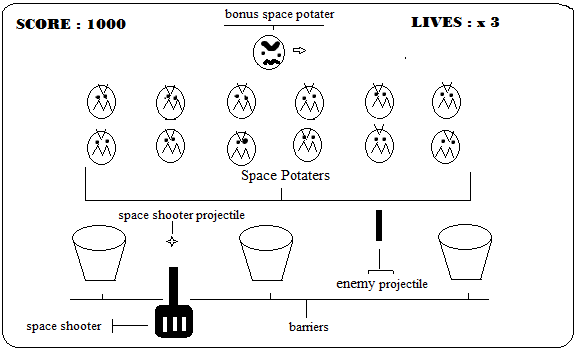 bonus space potater
SCORE : 1000
LIVES : x 3
Space Potaters
space shooter projectile
enemy projectile
space shooter
barriers